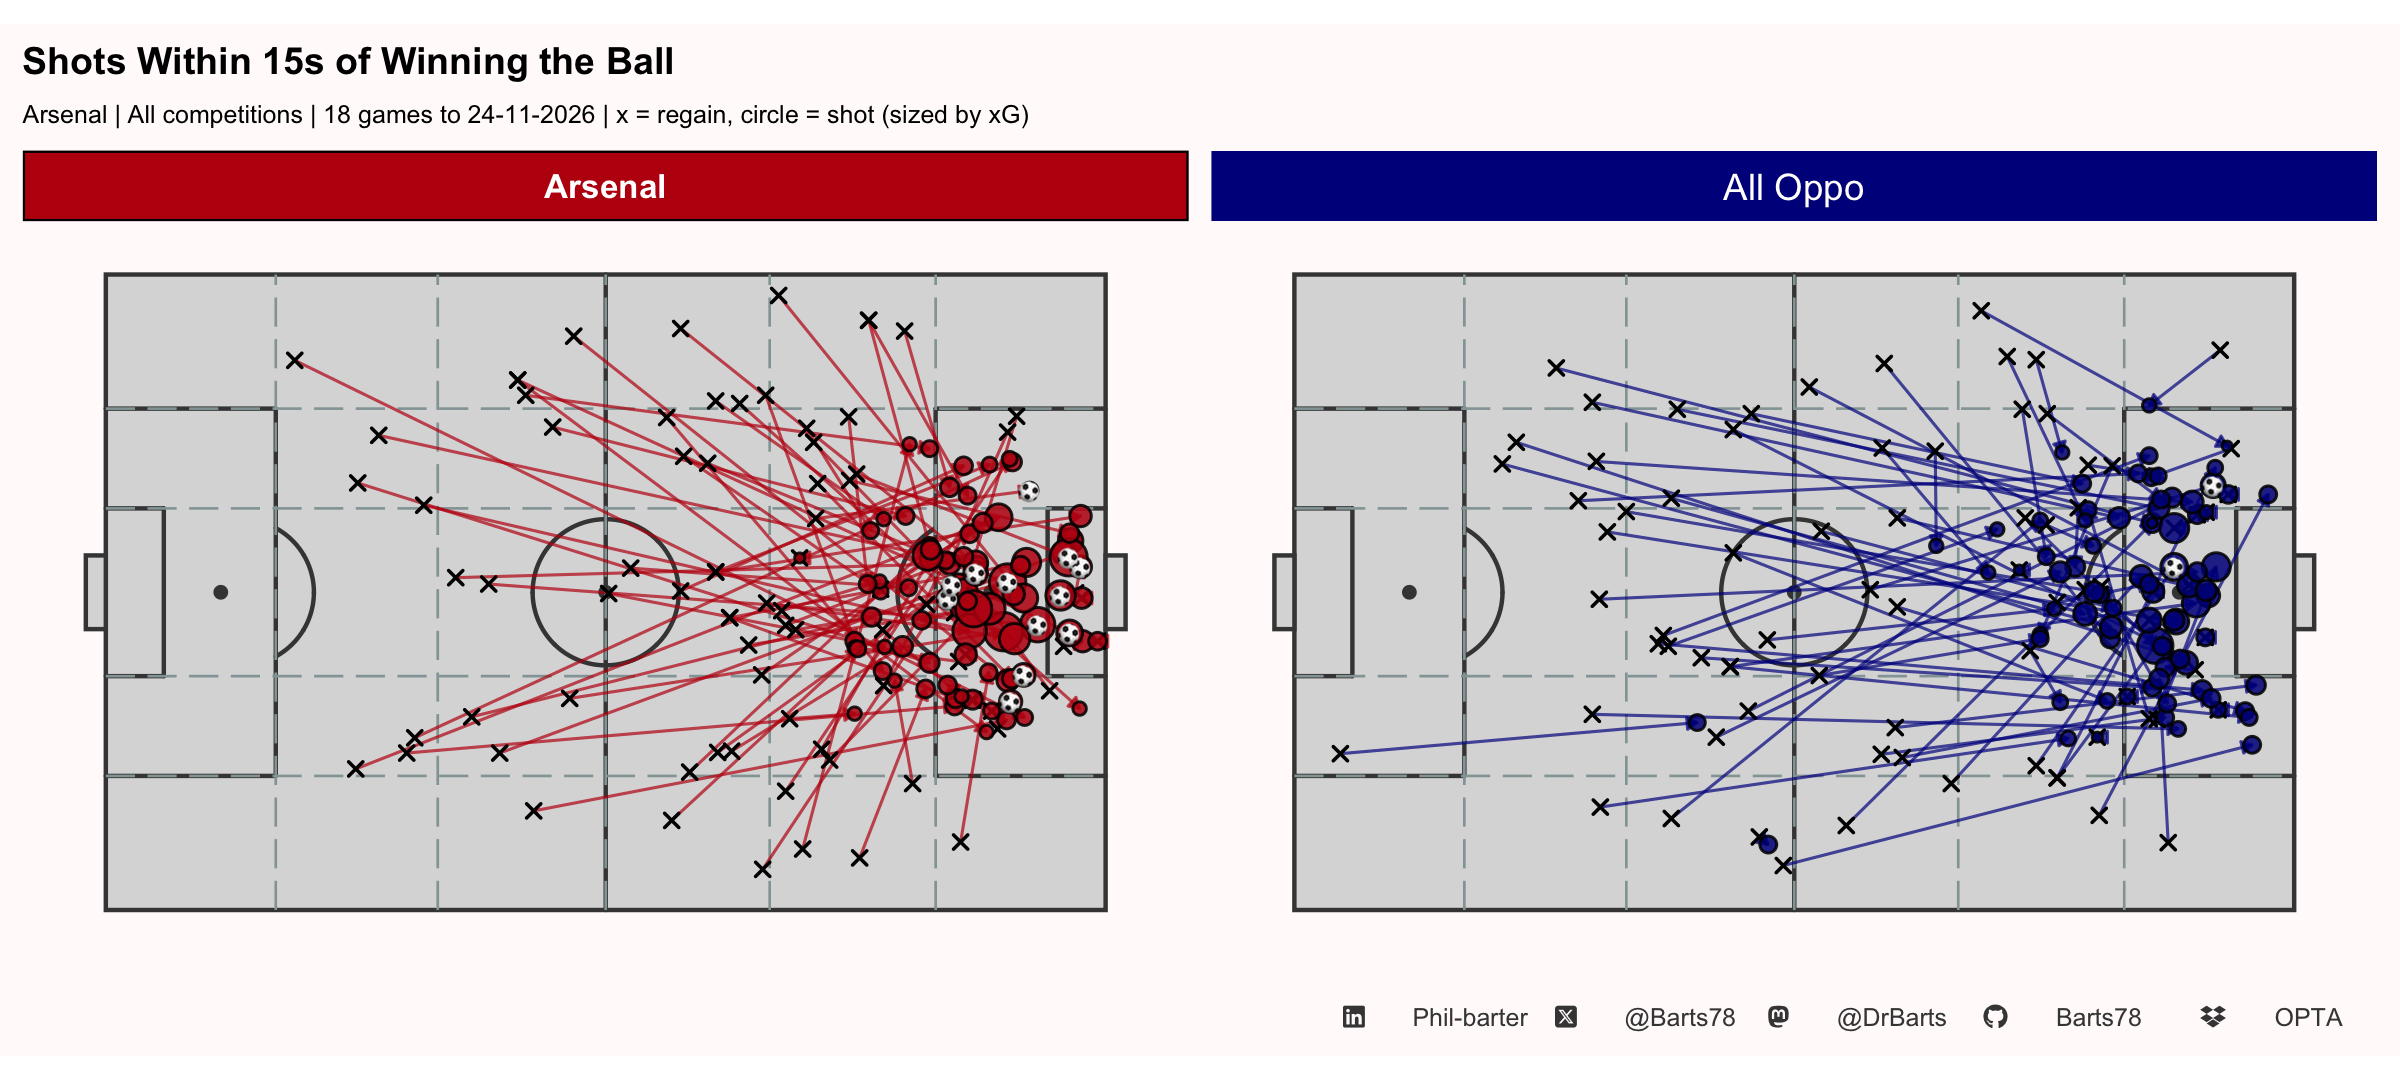 Shots Within 15s of Winning the Ball
Arsenal | All competitions | 18 games to 24-11-2026 | x = regain, circle = shot (sized by xG)
Arsenal
All Oppo
Phil-barter @Barts78 @DrBarts Barts78 OPTA